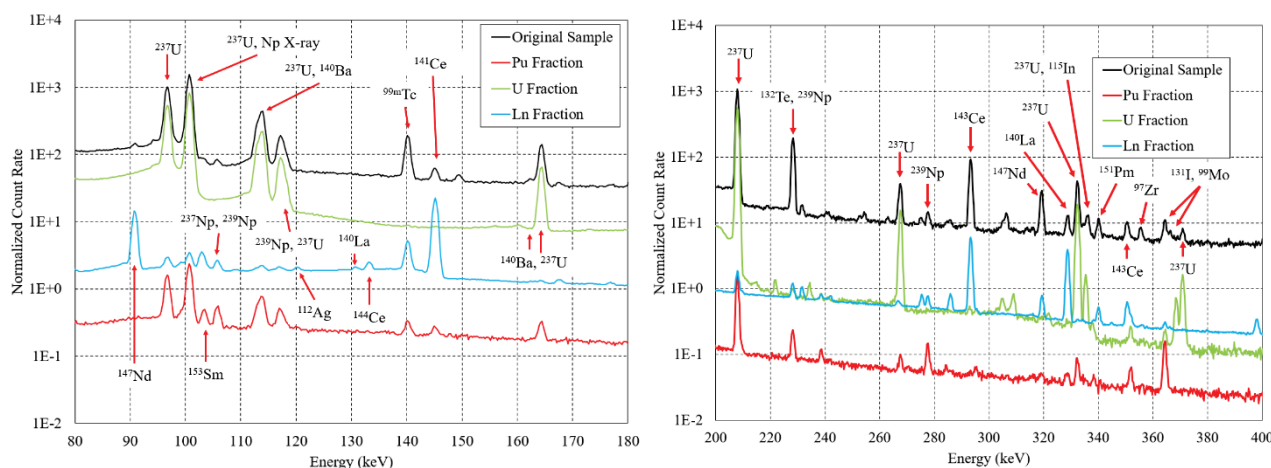 1E+4
1E+3
1E+2
1E+1
1E+0
1E-1
1E-2
Normalized Count Rate
80 90 100 110 120 130 140 150 160 170 180
Energy (keV)
²³⁷U
²³⁷U, Np X-ray
²³⁷U, ¹⁴⁰Ba
⁹⁹ᵐTc
¹⁴¹Ce
Original Sample
Pu Fraction
U Fraction
Ln Fraction
²³⁷Np, ²³⁹Np
²³⁹Np, ²³⁷U
¹⁴⁰La
¹⁴⁰Ba, ²³⁷U
¹¹²Ag
¹⁴⁴Ce
¹⁴⁷Nd
¹⁵³Sm
1E+4
1E+3
1E+2
1E+1
1E+0
1E-1
1E-2
Normalized Count Rate
200 220 240 260 280 300 320 340 360 380 400
Energy (keV)
²³⁷U
¹³²Te, ²³⁹Np
²³⁷U
²³⁹Np
¹⁴³Ce
¹⁴⁷Nd
¹⁴⁰La
²³⁷U
²³⁷U, ¹¹⁵In
Original Sample
Pu Fraction
U Fraction
Ln Fraction
¹⁵¹Pm
⁹⁷Zr
¹³¹I, ⁹⁹Mo
¹⁴³Ce
²³⁷U